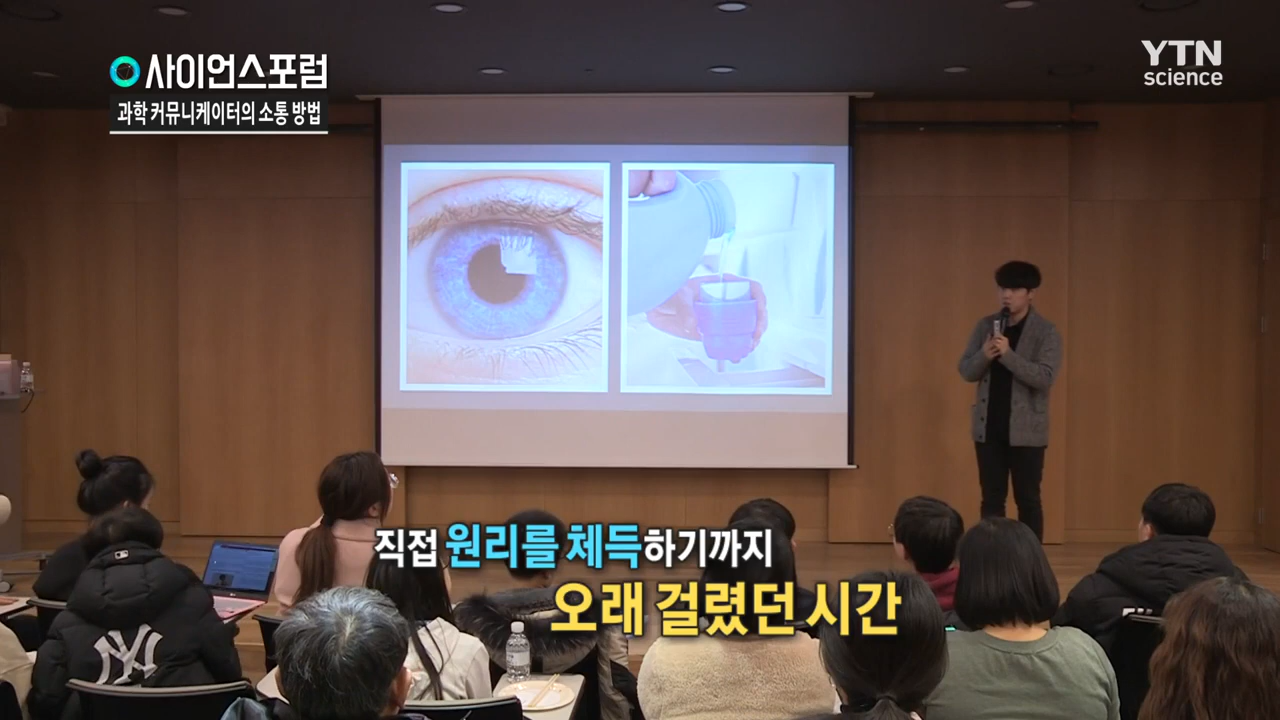 사이언스포럼
과학 커뮤니케이터의 소통 방법
YTN
science
직접 원리를 체득하기까지
오래 걸렸던 시간
NY